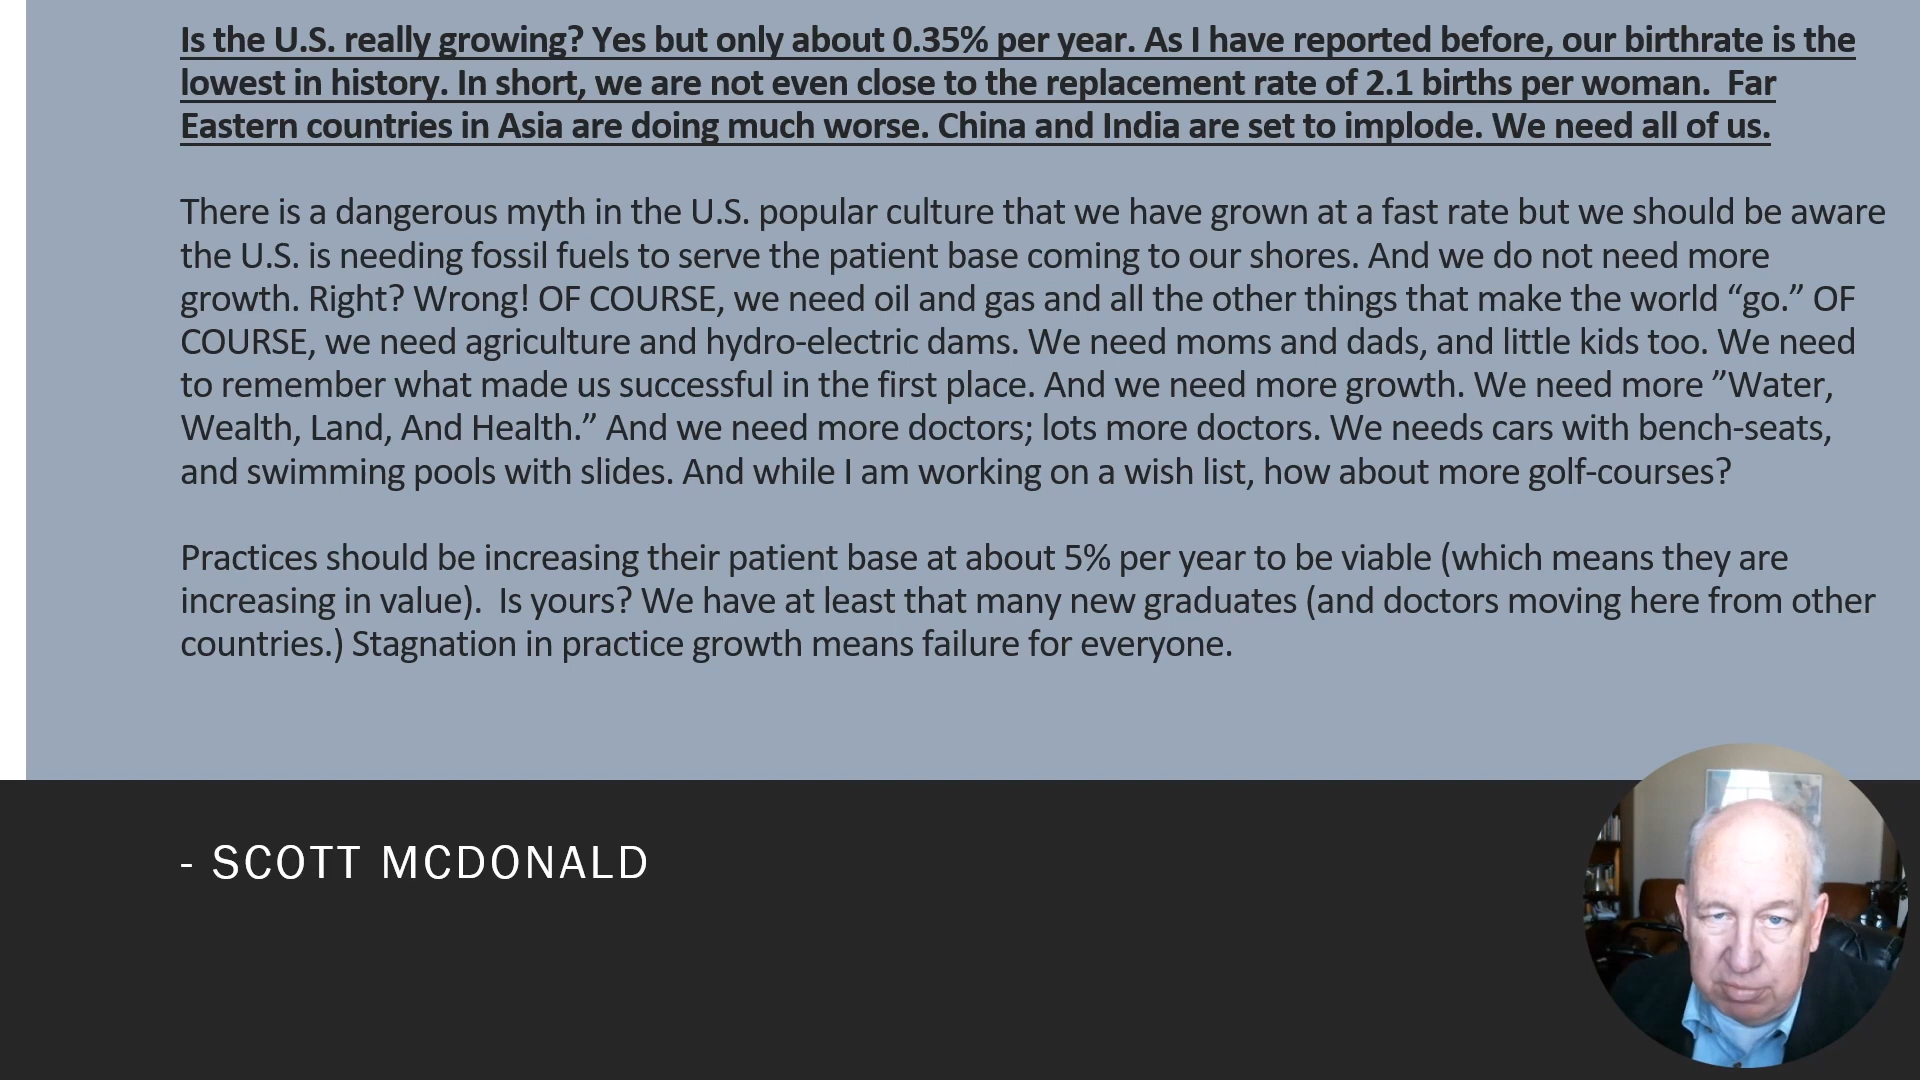 Is the U.S. really growing? Yes but only about 0.35% per year. As I have reported before, our birthrate is the
lowest in history. In short, we are not even close to the replacement rate of 2.1 births per woman.  Far
Eastern countries in Asia are doing much worse. China and India are set to implode. We need all of us.
There is a dangerous myth in the U.S. popular culture that we have grown at a fast rate but we should be aware
the U.S. is needing fossil fuels to serve the patient base coming to our shores. And we do not need more
growth. Right? Wrong! OF COURSE, we need oil and gas and all the other things that make the world “go.” OF
COURSE, we need agriculture and hydro-electric dams. We need moms and dads, and little kids too. We need
to remember what made us successful in the first place. And we need more growth. We need more ”Water,
Wealth, Land, And Health.” And we need more doctors; lots more doctors. We needs cars with bench-seats,
and swimming pools with slides. And while I am working on a wish list, how about more golf-courses?
Practices should be increasing their patient base at about 5% per year to be viable (which means they are
increasing in value).  Is yours? We have at least that many new graduates (and doctors moving here from other
countries.) Stagnation in practice growth means failure for everyone.
- SCOTT MCDONALD